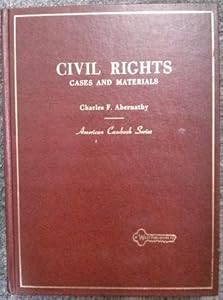 CIVIL RIGHTS
CASES AND MATERIALS
Charles F. Abernathy
American Casebook Series